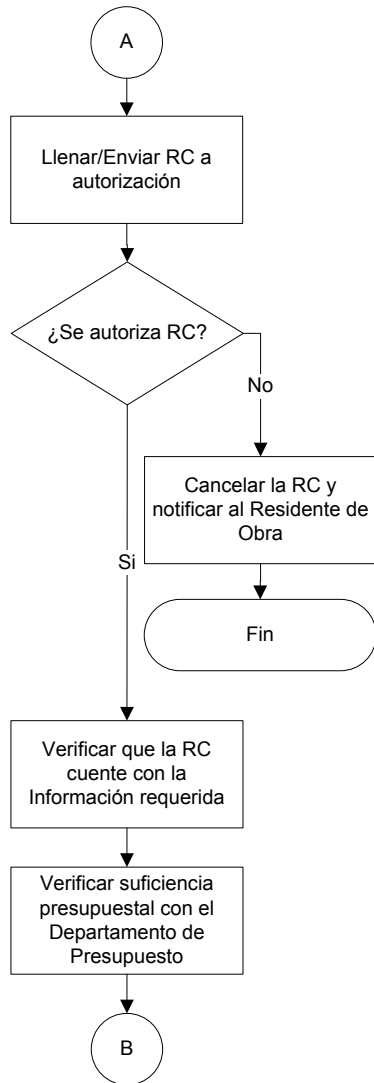 A
Llenar/Enviar RC a
autorización
¿Se autoriza RC?
No
Cancelar la RC y
notificar al Residente de
Obra
Si
Fin
Verificar que la RC
cuente con la
Información requerida
Verificar suficiencia
presupuestal con el
Departamento de
Presupuesto
B